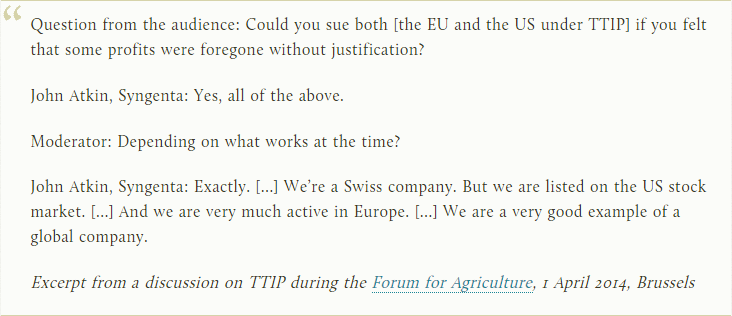 “
Question from the audience: Could you sue both [the EU and the US under TTIP] if you felt
that some profits were foregone without justification?
John Atkin, Syngenta: Yes, all of the above.
Moderator: Depending on what works at the time?
John Atkin, Syngenta: Exactly. [...] We’re a Swiss company. But we are listed on the US stock
market. [...] And we are very much active in Europe. [...] We are a very good example of a
global company.
Excerpt from a discussion on TTIP during the Forum for Agriculture, 1 April 2014, Brussels